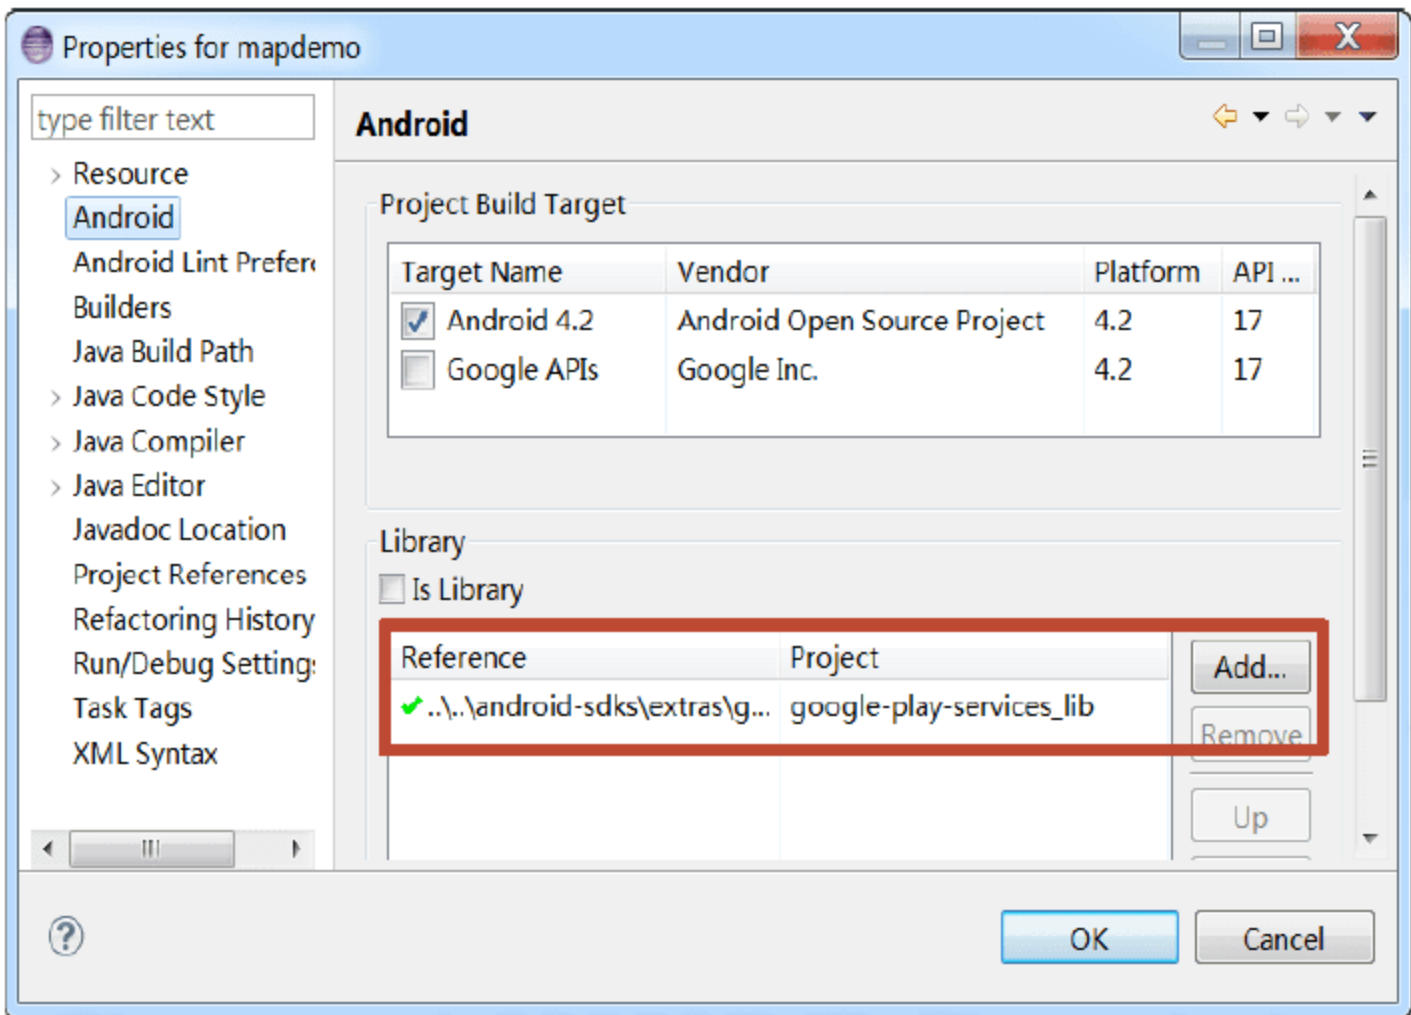 Properties for mapdemo
X
type filter text
Resource
Android
Android Lint Prefer
Builders
Java Build Path
Java Code Style
Java Compiler
Java Editor
Javadoc Location
Project References
Refactoring History
Run/Debug Setting
Task Tags
XML Syntax
Android
Project Build Target
Target Name Vendor Platform API ...
Android 4.2 Android Open Source Project 4.2 17
Google APIs Google Inc. 4.2 17
Library
Is Library
Reference Project
..\..\android-sdks\extras\g... google-play-services_lib
Add...
Remove
Up
?
OK
Cancel